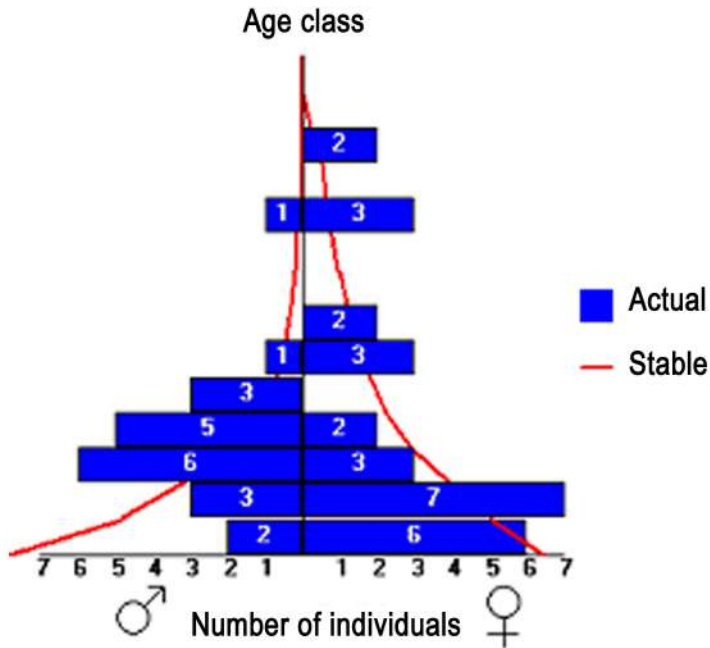 Age class
2
1 3
2
1 3
3
5 2
6 3
3 7
2 6
7 6 5 4 3 2 1 1 2 3 4 5 6 7
♂ Number of individuals ♀
Actual
Stable